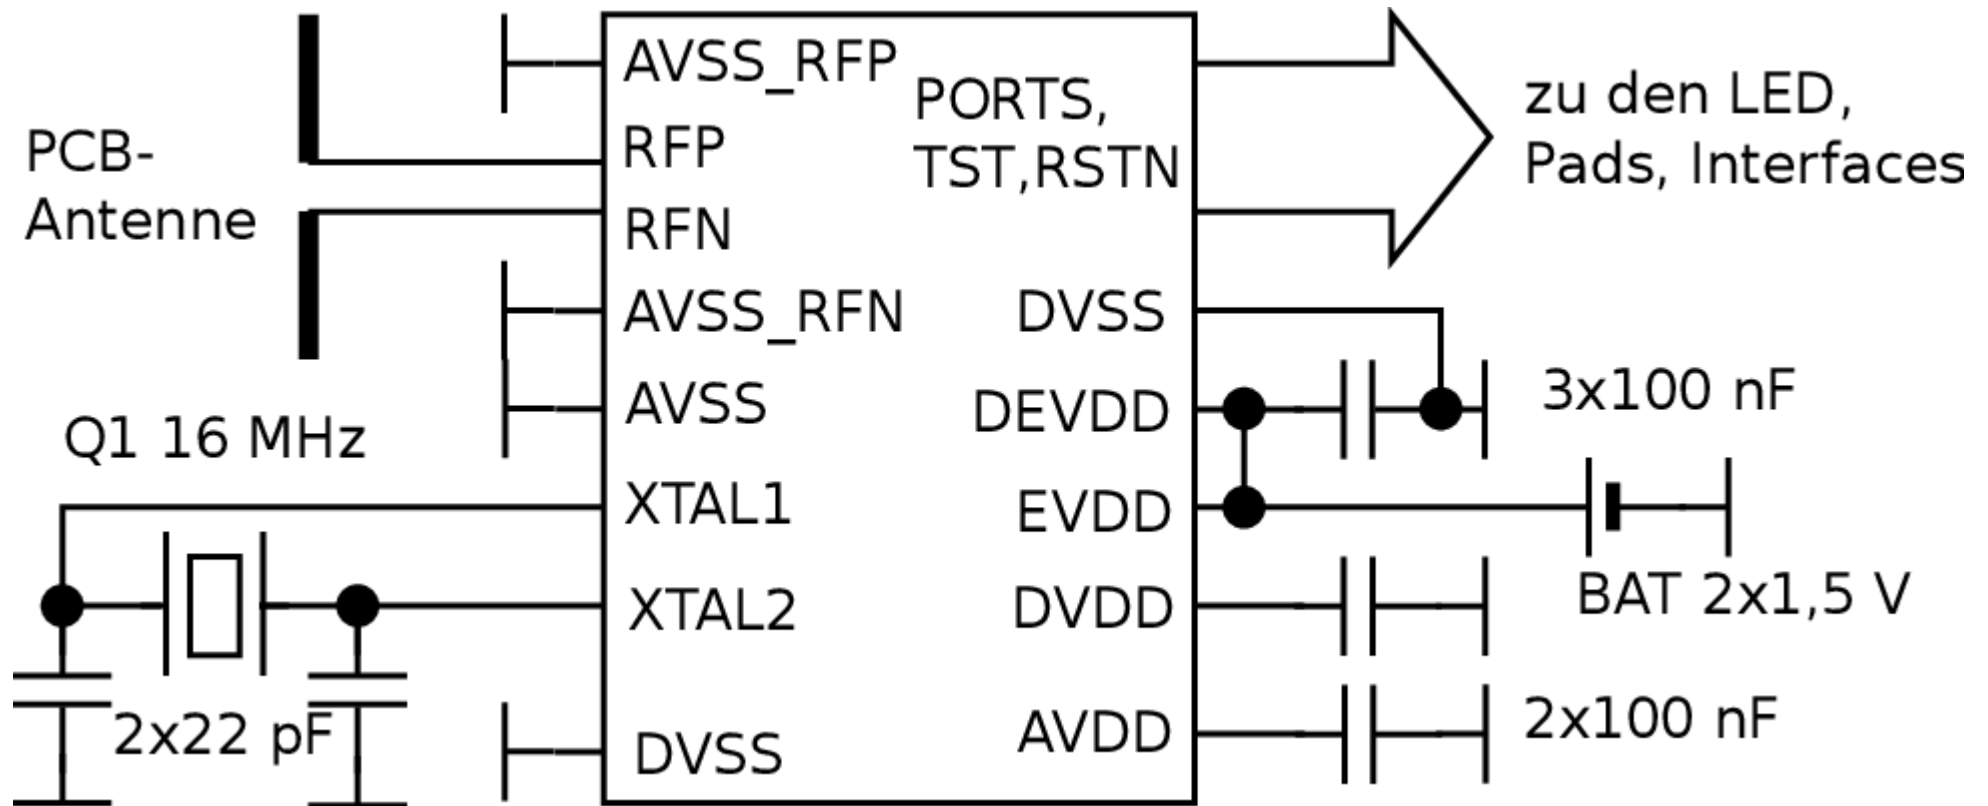 PCB-
Antenne
AVSS_RFP
RFP
RFN
AVSS_RFN
AVSS
Q1 16 MHz
XTAL1
XTAL2
2x22 pF
DVSS
PORTS,
TST,RSTN
zu den LED,
Pads, Interfaces
DVSS
DEVDD
3x100 nF
EVDD
BAT 2x1,5 V
DVDD
AVDD
2x100 nF